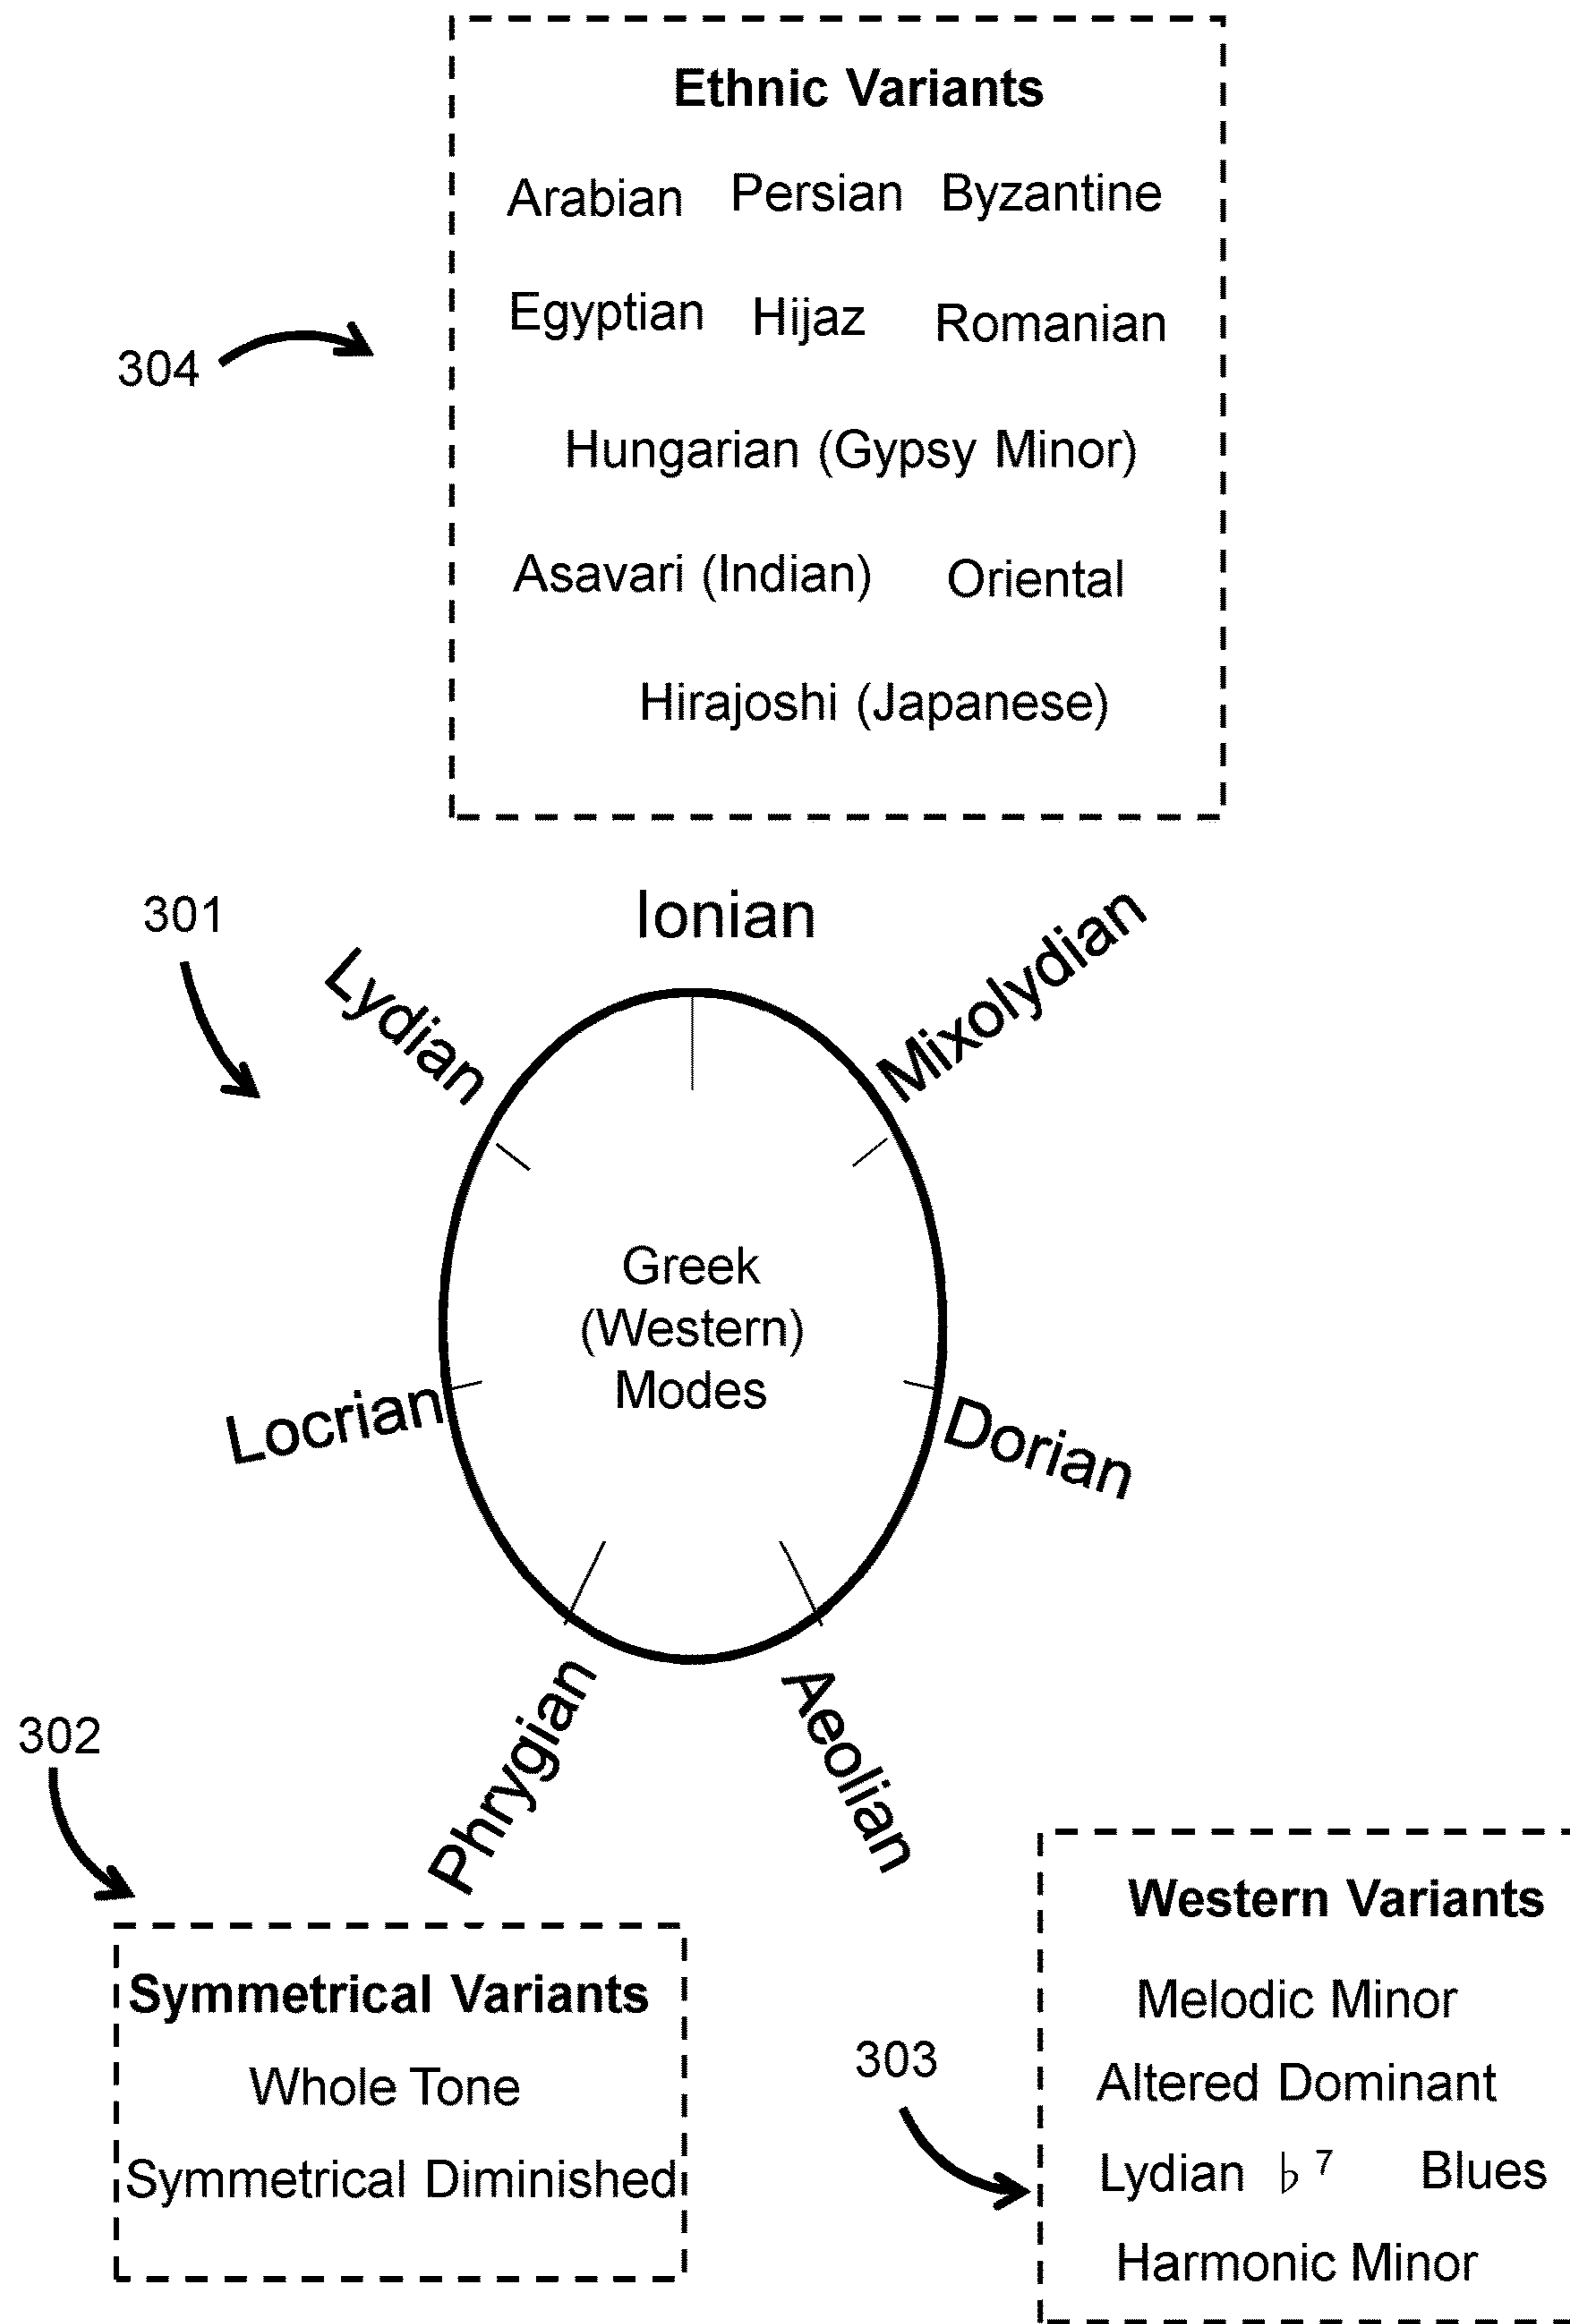 Ethnic Variants
Arabian Persian Byzantine
Egyptian Hijaz Romanian
304
Hungarian (Gypsy Minor)
Asavari (Indian) Oriental
Hirajoshi (Japanese)
301
Ionian
Lydian
Mixolydian
Greek
(Western)
Modes
Locrian
Dorian
Phrygian
Aeolian
302
Symmetrical Variants
Whole Tone
Symmetrical Diminished
303
Western Variants
Melodic Minor
Altered Dominant
Lydian ♭ 7 Blues
Harmonic Minor